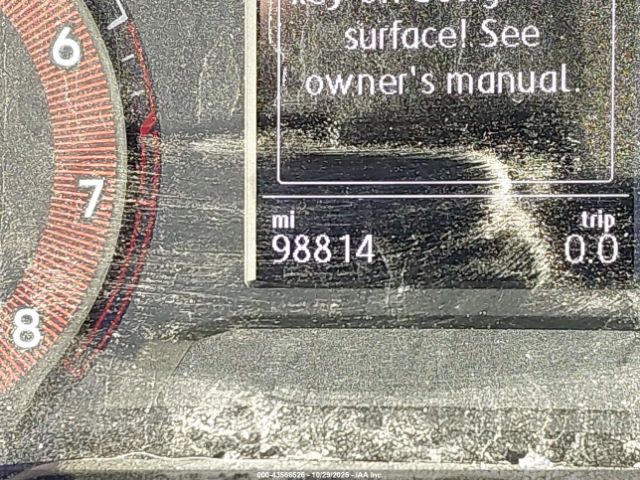 surface! See
owner's manual.
6
7
8
mi
trip
98814
0.0
000-43566526 - 10/29/2025 - IAA Inc.